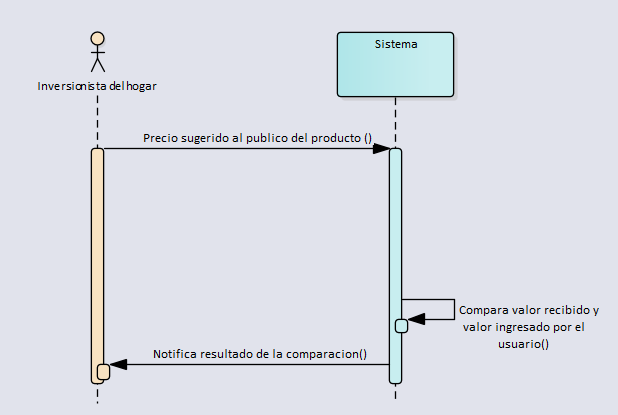 Sistema
Inversionista del hogar
Precio sugerido al publico del producto ()
Compara valor recibido y
valor ingresado por el
usuario()
Notifica resultado de la comparacion()